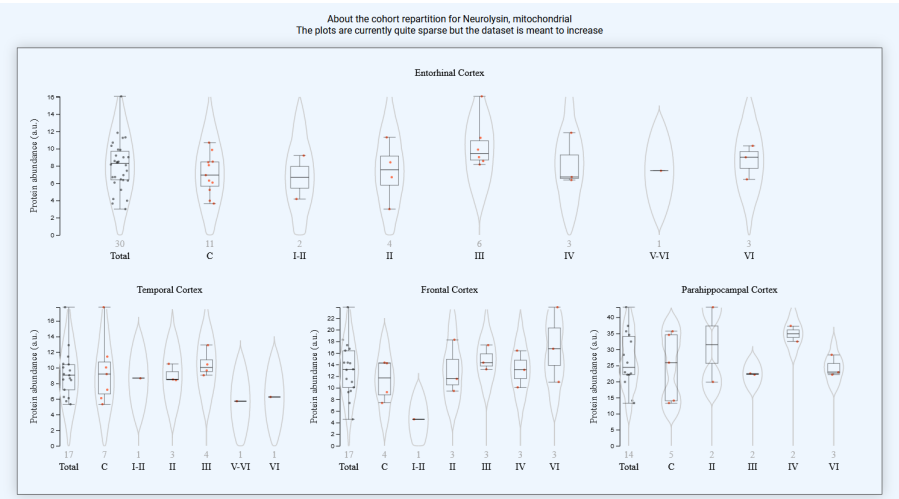 About the cohort repartition for Neurolysin, mitochondrial
The plots are currently quite sparse but the dataset is meant to increase
Entorhinal Cortex
Protein abundance (a.u.)
16
14
12
10
8
6
4
2
0
30 11 2 4 6 3 1 3
Total C I-II II III IV V-VI VI
Temporal Cortex
Protein abundance (a.u.)
16
14
12
10
8
6
4
2
0
17 7 1 3 4 1 1
Total C I-II II III V-VI VI
Frontal Cortex
Protein abundance (a.u.)
22
20
18
16
14
12
10
8
6
4
2
0
17 4 1 3 3 3 3
Total C I-II II III IV VI
Parahippocampal Cortex
Protein abundance (a.u.)
40
35
30
25
20
15
10
5
0
14 5 2 2 2 3
Total C II III IV VI